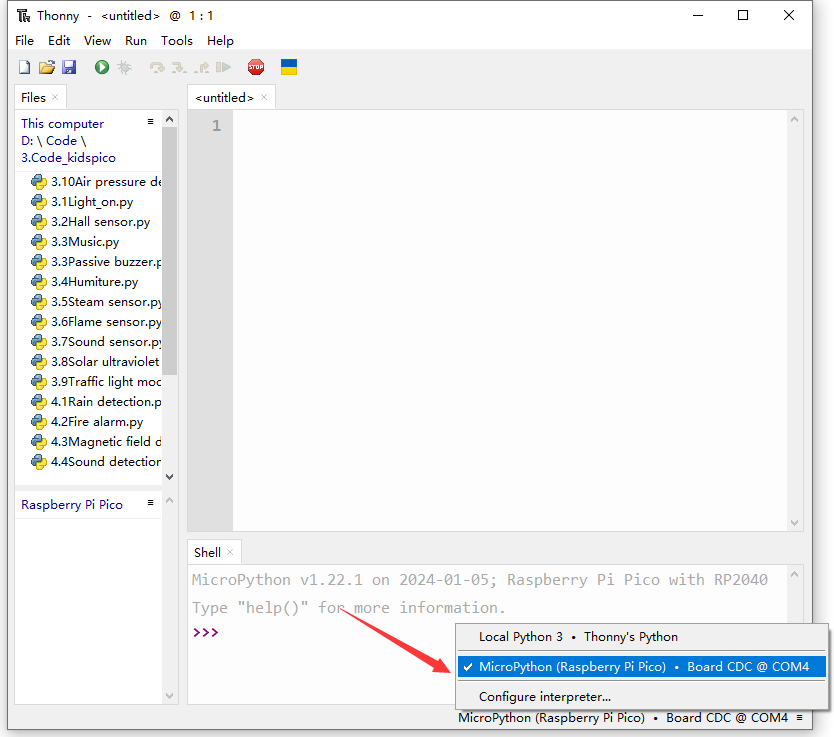 Thonny - <untitled> @ 1 : 1
File Edit View Run Tools Help
STOP
Files
<untitled>
This computer
D: \ Code \
3.Code_kidspico
3.10Air pressure de
3.1Light_on.py
3.2Hall sensor.py
3.3Music.py
3.3Passive buzzer.p
3.4Humiture.py
3.5Steam sensor.py
3.6Flame sensor.py
3.7Sound sensor.py
3.8Solar ultraviolet
3.9Traffic light moc
4.1Rain detection.p
4.2Fire alarm.py
4.3Magnetic field d
4.4Sound detection
Raspberry Pi Pico
1
Shell
MicroPython v1.22.1 on 2024-01-05; Raspberry Pi Pico with RP2040
Type "help()" for more information.
>>>
Local Python 3 • Thonny's Python
MicroPython (Raspberry Pi Pico) • Board CDC @ COM4
Configure interpreter...
MicroPython (Raspberry Pi Pico) • Board CDC @ COM4